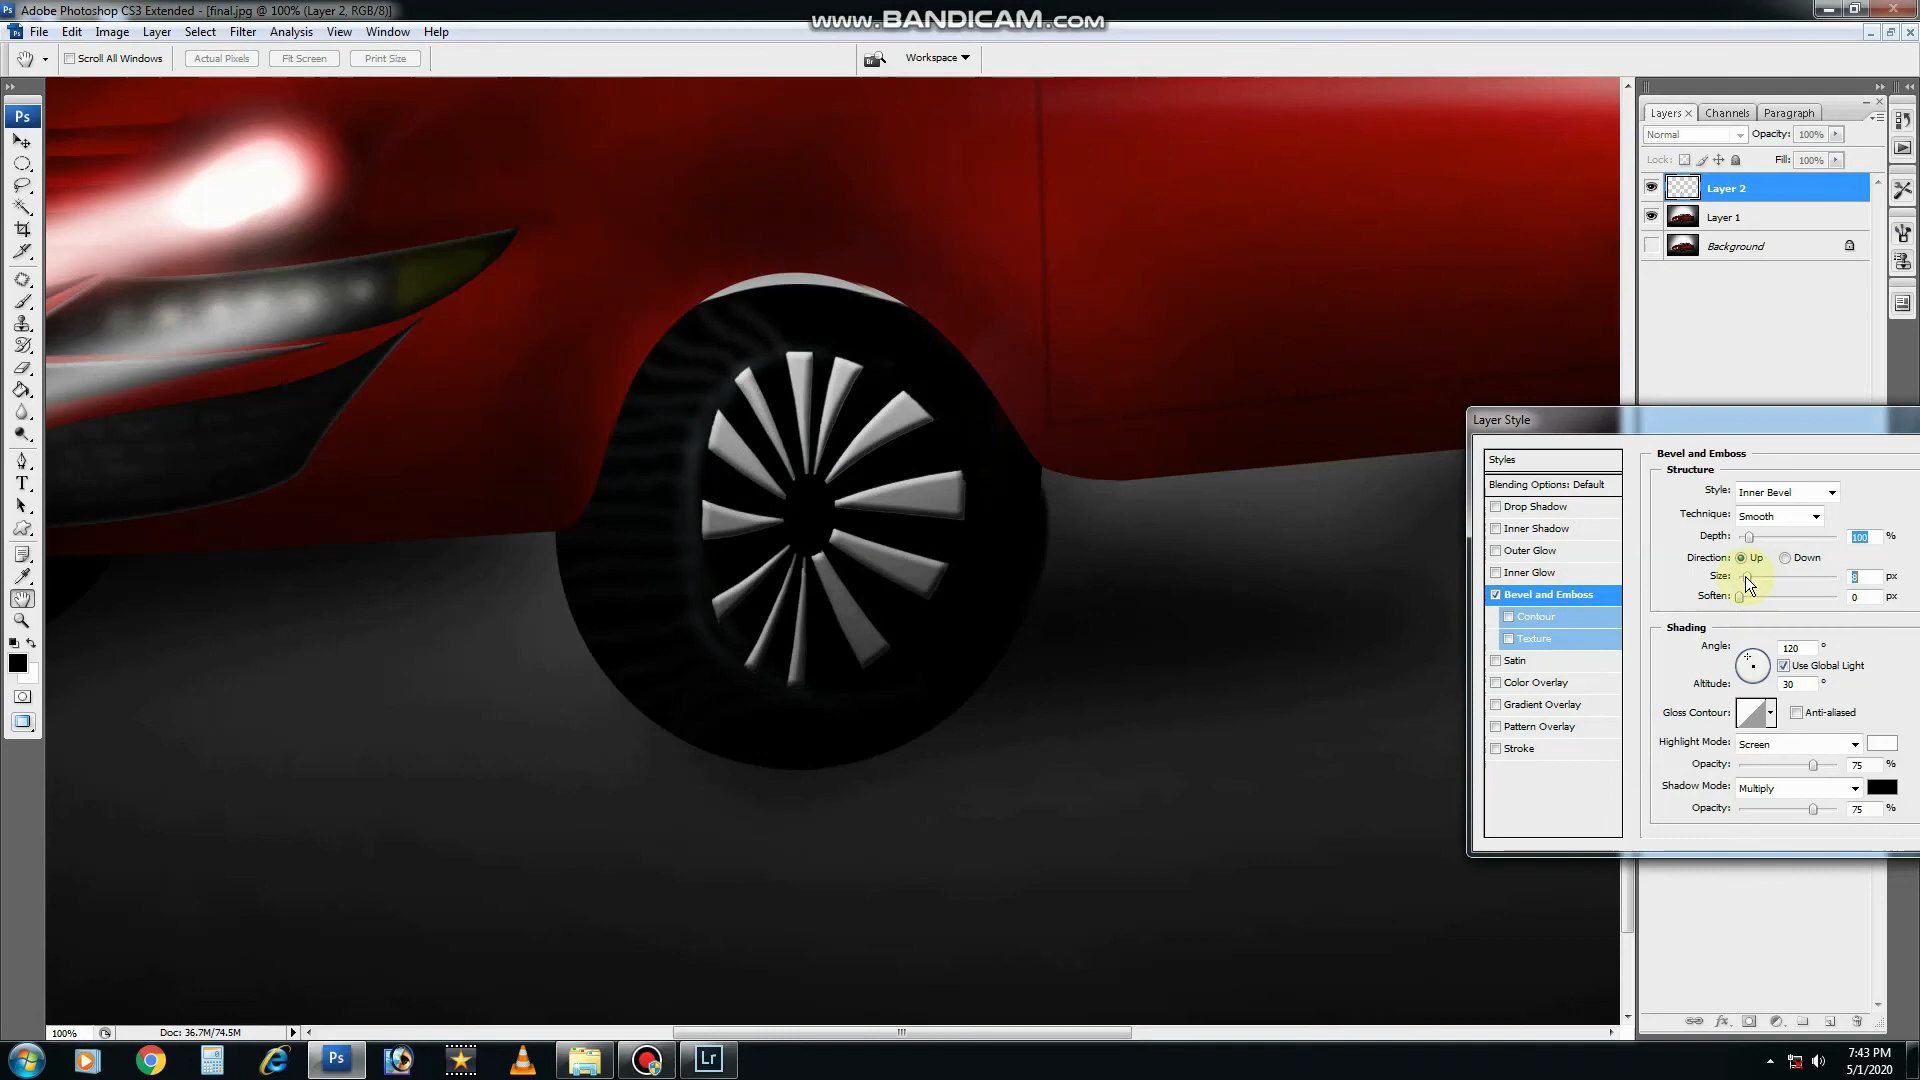 Adobe Photoshop CS3 Extended - [final.jpg @ 100% (Layer 2, RGB/8)]
www.BANDICAM.com
File Edit Image Layer Select Filter Analysis View Window Help
Scroll All Windows Actual Pixels Fit Screen Print Size Workspace
Ps
Layers Channels Paragraph
Normal Opacity: 100%
Lock: Fill: 100%
Layer 2
Layer 1
Background
T
Layer Style
Styles
Blending Options: Default
Drop Shadow
Inner Shadow
Outer Glow
Inner Glow
Bevel and Emboss
Contour
Texture
Satin
Color Overlay
Gradient Overlay
Pattern Overlay
Stroke
Bevel and Emboss
Structure
Style: Inner Bevel
Technique: Smooth
Depth: 100 %
Direction: Up Down
Size: px
Soften: 0 px
Shading
Angle: 120 °
Use Global Light
Altitude: 30 °
Gloss Contour: Anti-aliased
Highlight Mode: Screen
Opacity: 75 %
Shadow Mode: Multiply
Opacity: 75 %
100% Doc: 36.7M/74.5M
Ps Lr
7:43 PM
5/1/2020